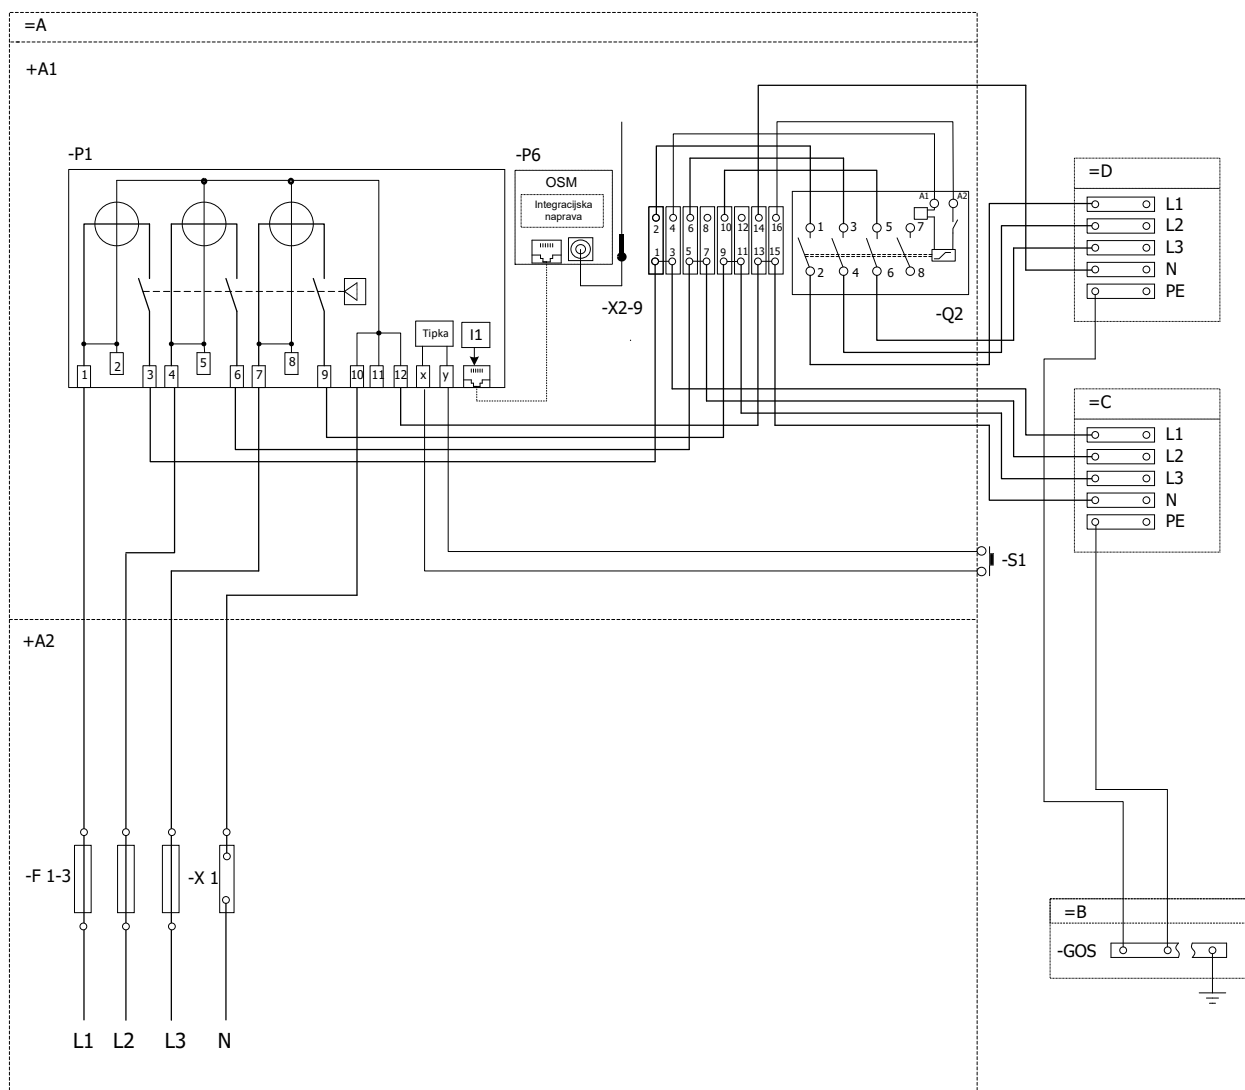 =A
+A1
-P1
-P6
OSM
Integracijska
naprava
=D
L1
L2
L3
N
PE
A1
A2
2
4
6
8
10
12
14
16
1
3
5
7
9
11
13
15
1
3
5
7
2
4
6
8
-X2-9
-Q2
Tipka
I1
1
2
3
4
5
6
7
8
9
10
11
12
x
y
=C
L1
L2
L3
N
PE
-S1
+A2
-F 1-3
-X 1
=B
-GOS
L1
L2
L3
N